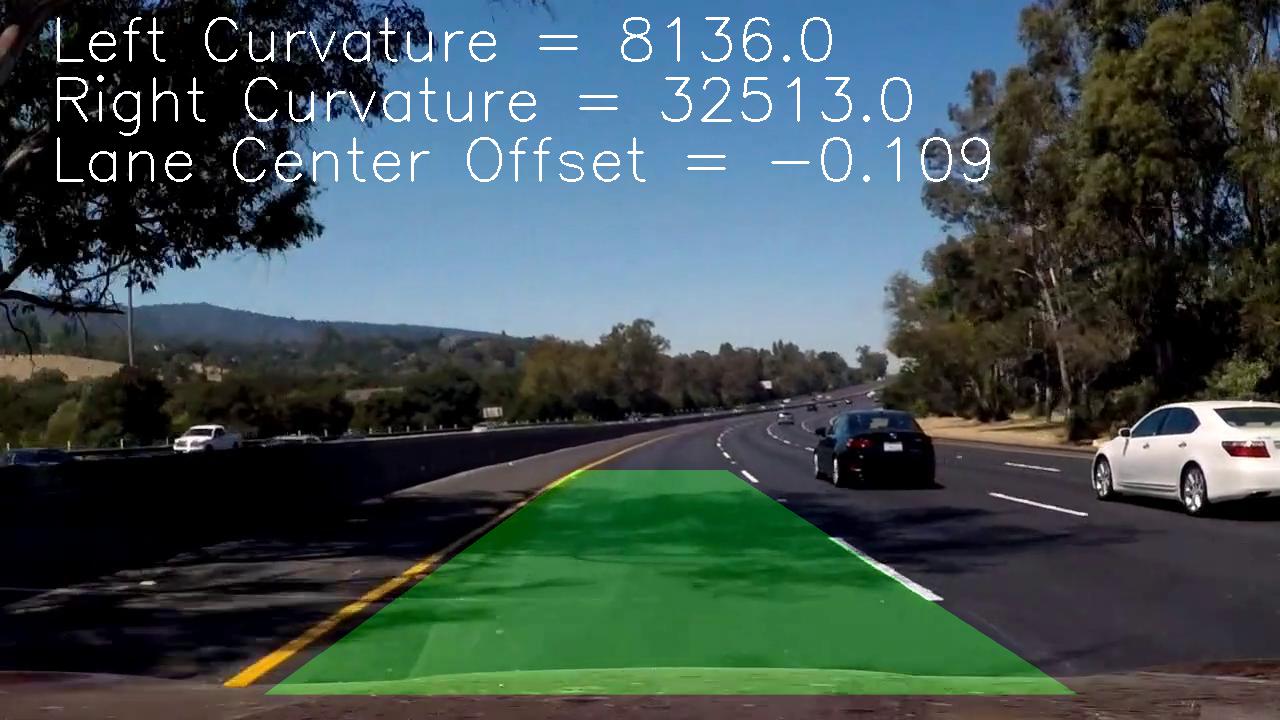 Left Curvature = 8136.0
Right Curvature = 32513.0
Lane Center Offset = -0.109